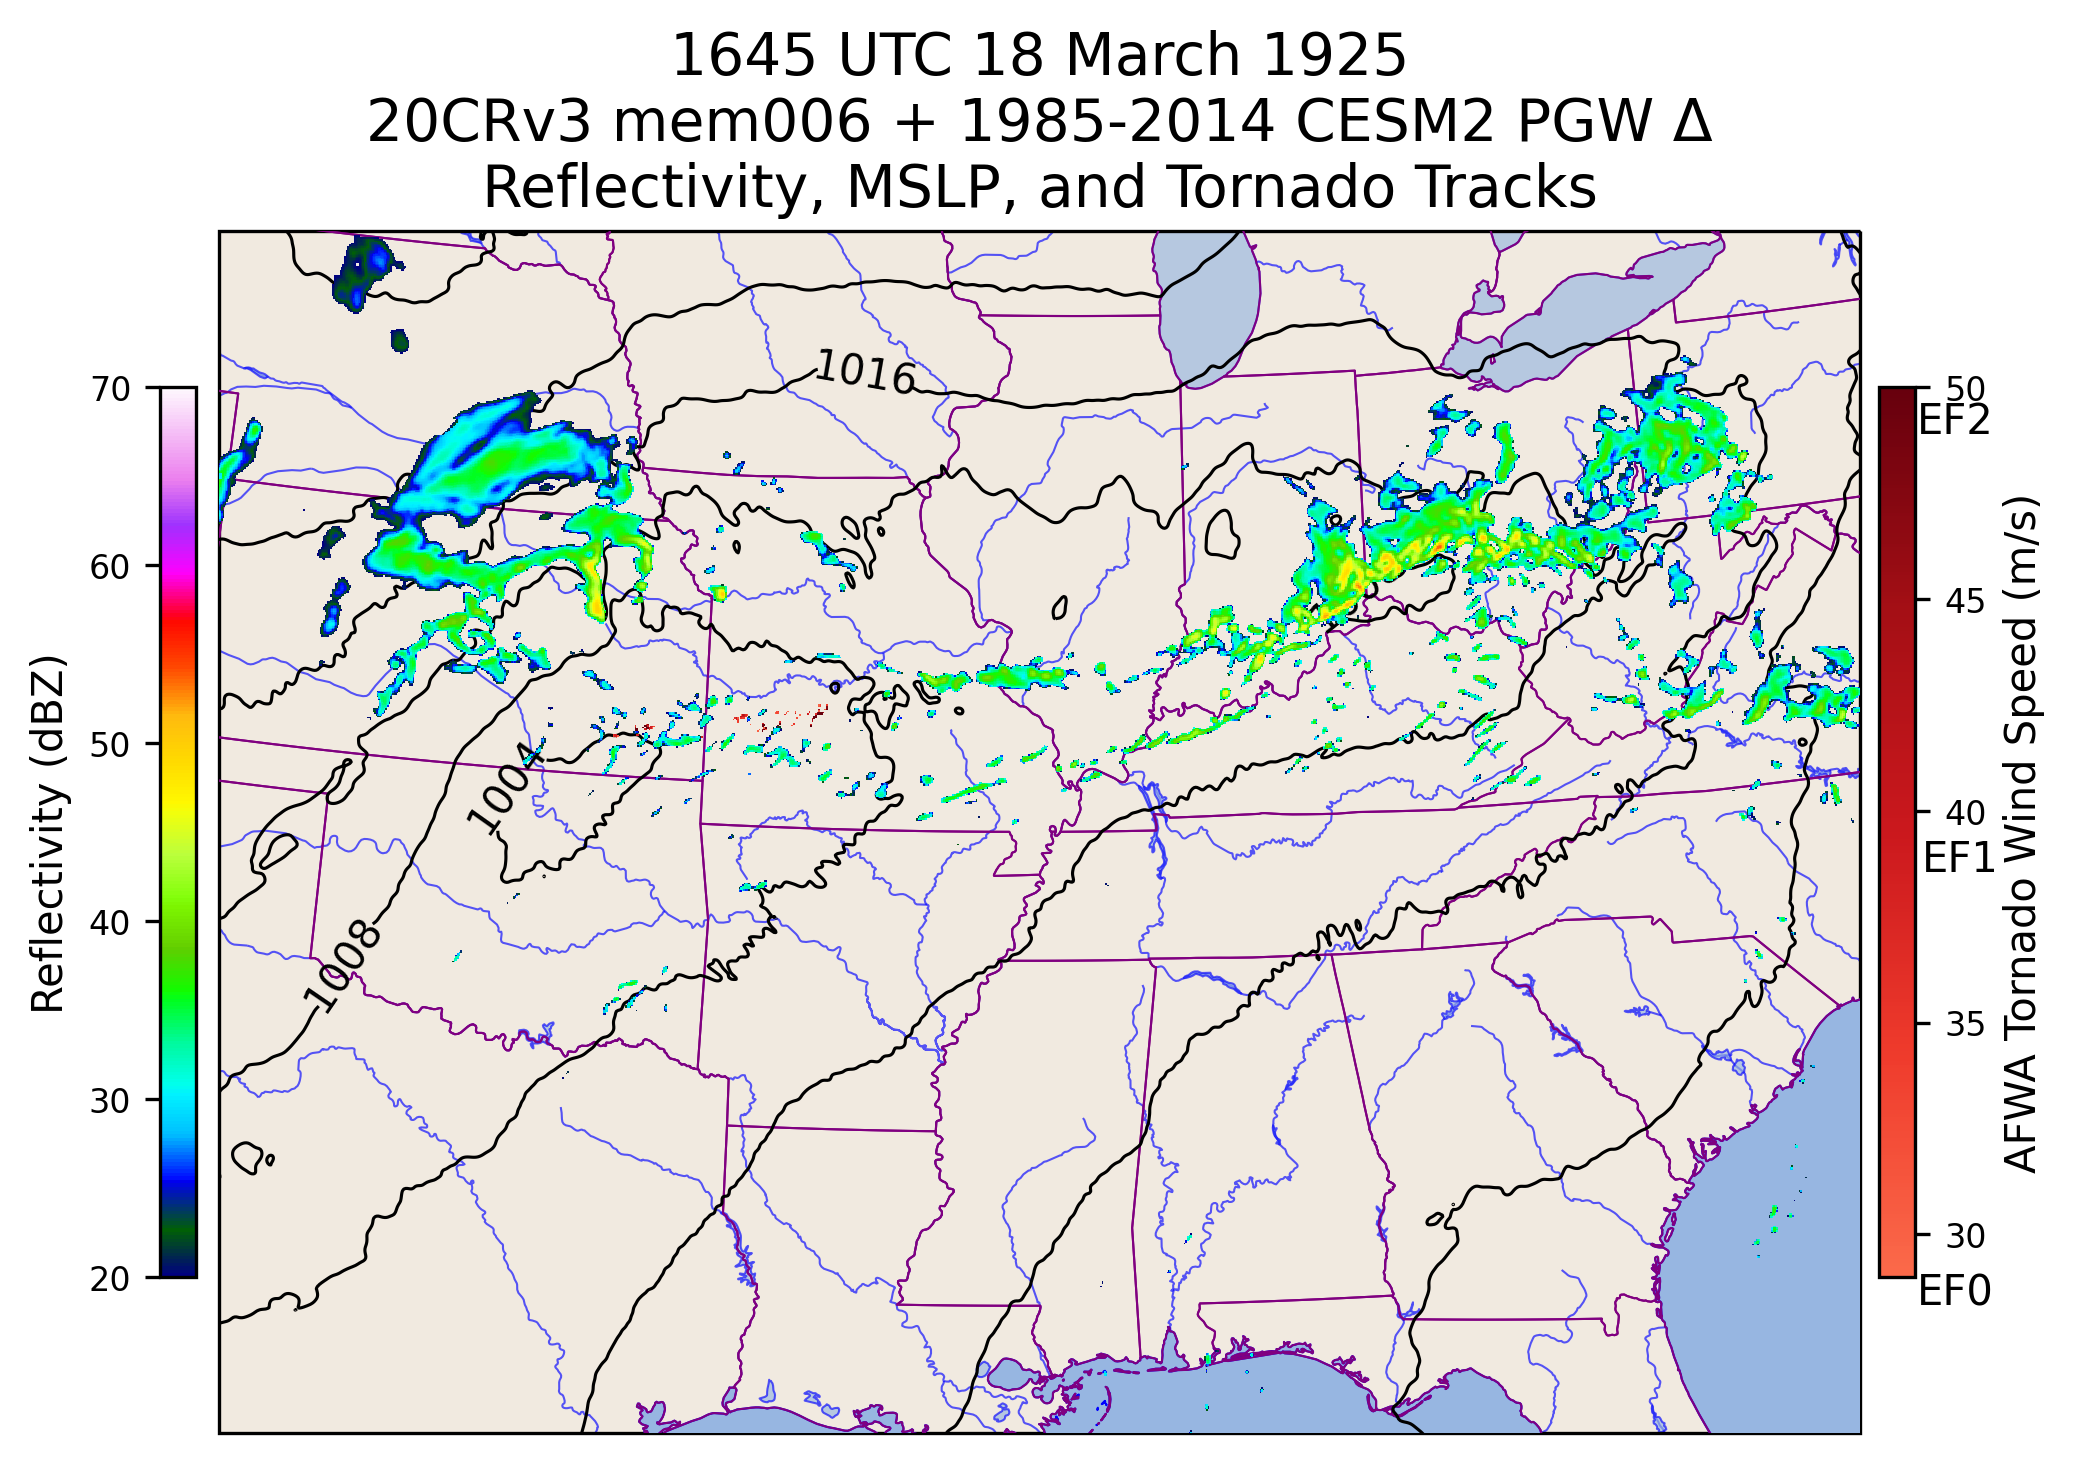 1645 UTC 18 March 1925
20CRv3 mem006 + 1985-2014 CESM2 PGW Δ
Reflectivity, MSLP, and Tornado Tracks
70
60
50
40
30
20
Reflectivity (dBZ)
1016
1004
1008
50
EF2
45
40
EF1
35
30
EF0
AFWA Tornado Wind Speed (m/s)